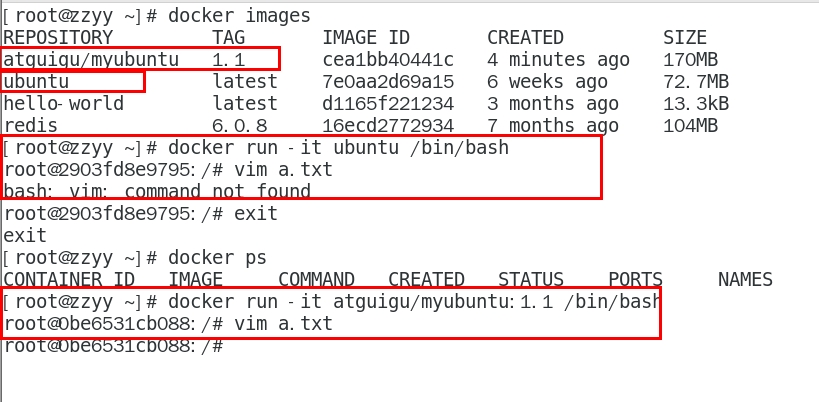 [root@zzyy ~]# docker images
REPOSITORY TAG IMAGE ID CREATED SIZE
atguigu/myubuntu 1.1 cea1bb40441c 4 minutes ago 170MB
ubuntu latest 7e0aa2d69a15 6 weeks ago 72.7MB
hello-world latest d1165f221234 3 months ago 13.3kB
redis 6.0.8 16ecd2772934 7 months ago 104MB
[root@zzyy ~]# docker run -it ubuntu /bin/bash
root@2903fd8e9795:/# vim a.txt
bash: vim: command not found
root@2903fd8e9795:/# exit
exit
[root@zzyy ~]# docker ps
CONTAINER ID IMAGE COMMAND CREATED STATUS PORTS NAMES
[root@zzyy ~]# docker run -it atguigu/myubuntu:1.1 /bin/bash
root@0be6531cb088:/# vim a.txt
root@0be6531cb088:/#